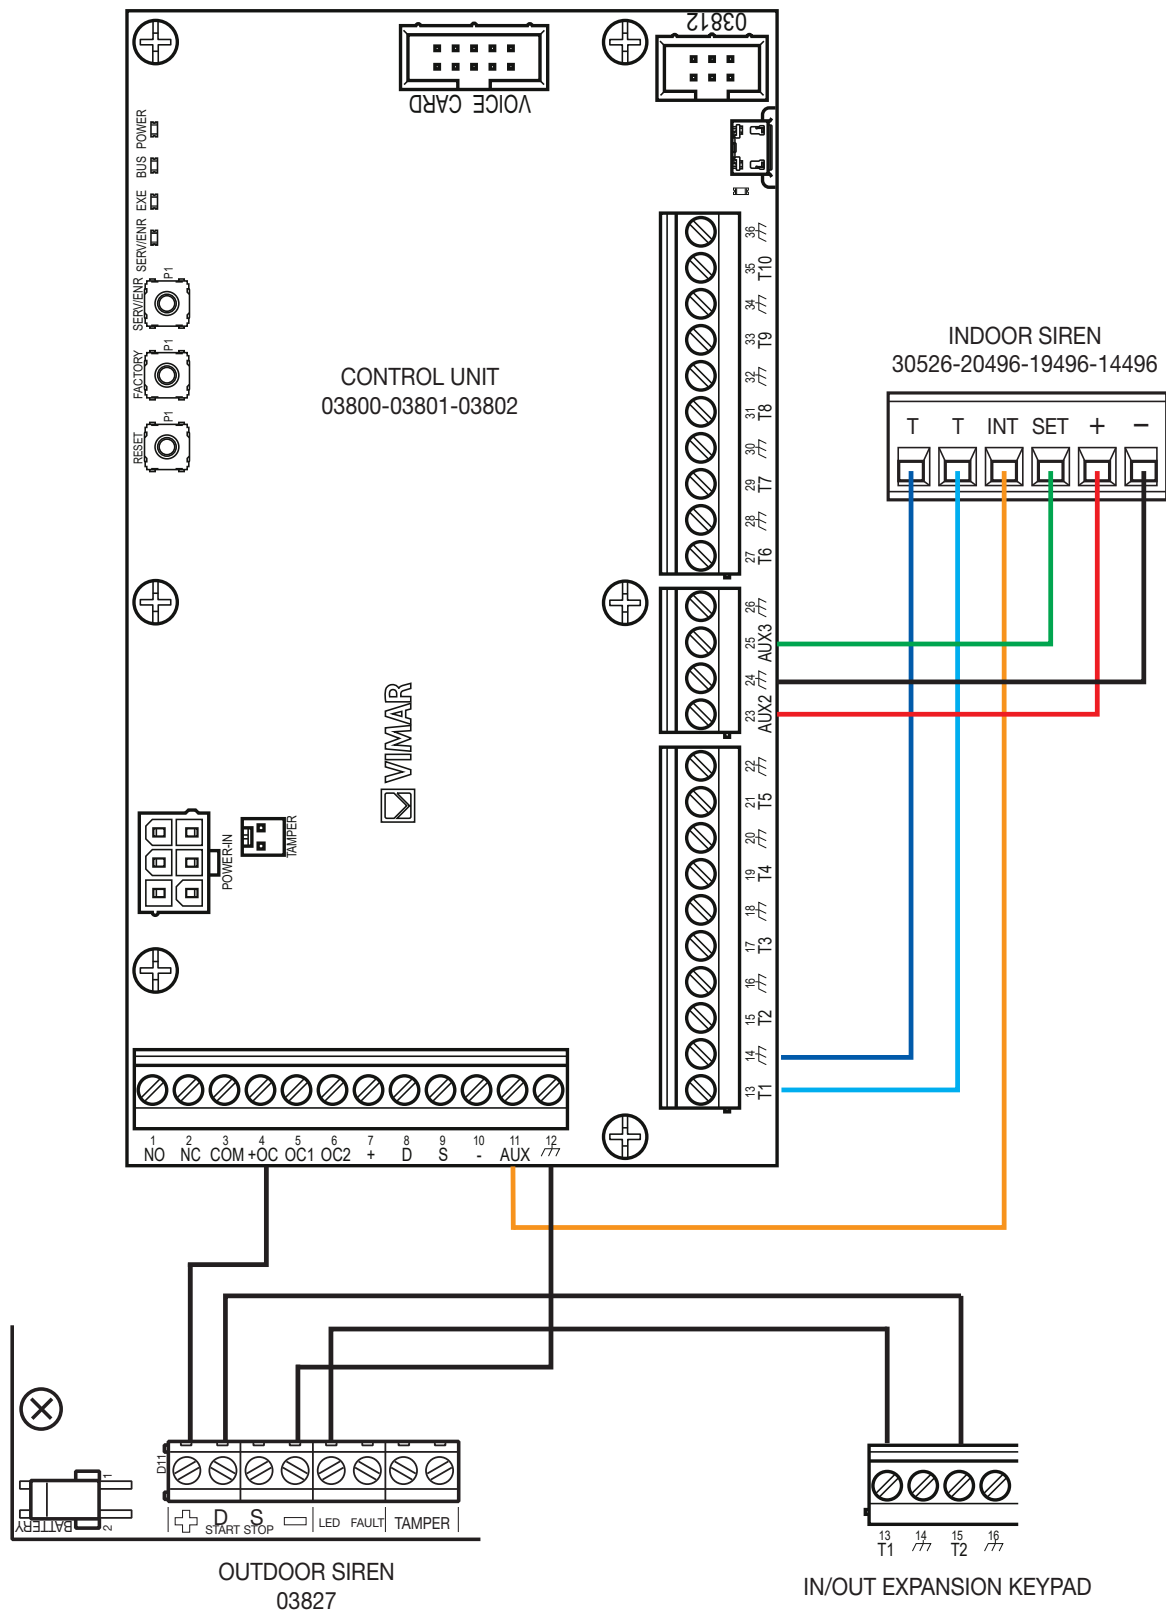 03812
VOICE CARD
POWER
BUS
EXE
SERV/ENR
SERV/ENR
P1
FACTORY
P1
RESET
P1
CONTROL UNIT
03800-03801-03802
36
35 T10
34
33 T9
32
31 T8
30
29 T7
28
27 T6
26
25 AUX3
24
23 AUX2
22
21 T5
20
19 T4
18
17 T3
16
15 T2
14
13 T1
INDOOR SIREN
30526-20496-19496-14496
T T INT SET + −
VIMAR
POWER-IN
TAMPER
1 2 3 4 5 6 7 8 9 10 11 12
NO NC COM +OC OC1 OC2 + D S - AUX
D11
1
2
BATTERY
D S LED FAULT TAMPER
START STOP
OUTDOOR SIREN
03827
13 14 15 16
T1 T2
IN/OUT EXPANSION KEYPAD